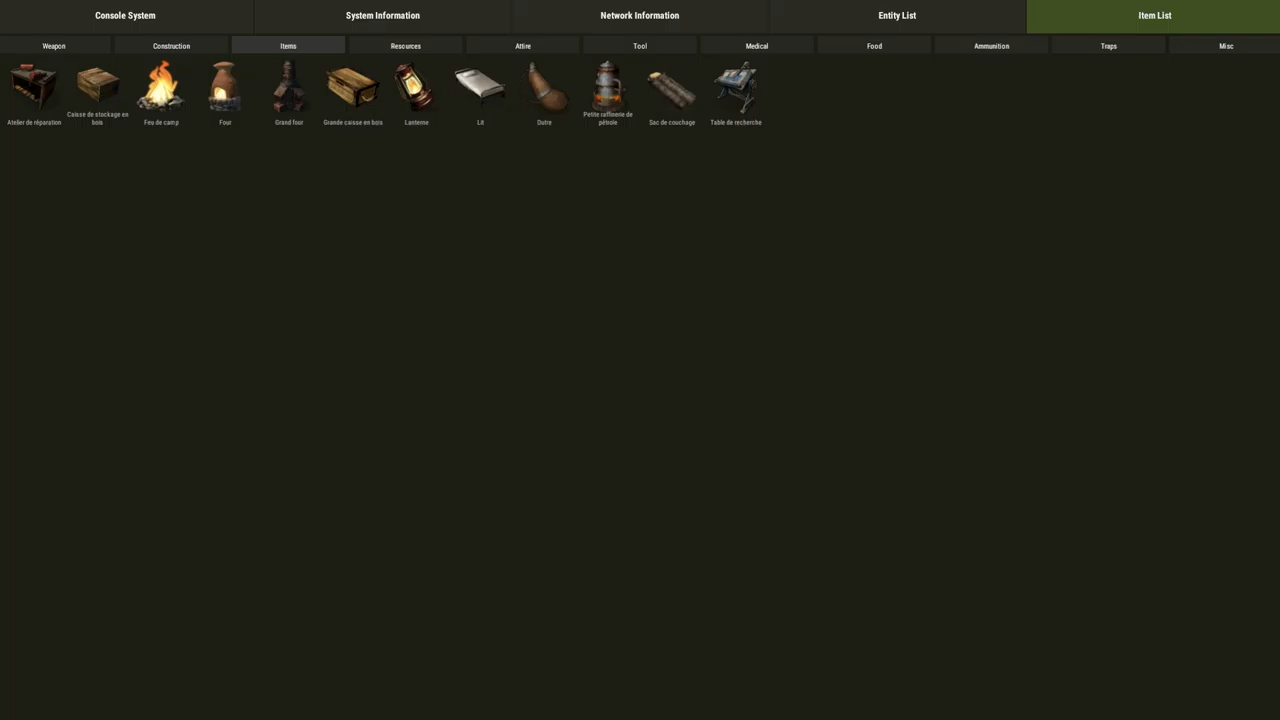 Console System
System Information
Network Information
Entity List
Item List
Weapon
Construction
Items
Resources
Attire
Tool
Medical
Food
Ammunition
Traps
Misc
Atelier de réparation
Caisse de stockage en
bois
Feu de camp
Four
Grand four
Grande caisse en bois
Lanterne
Lit
Outre
Petite raffinerie de
pétrole
Sac de couchage
Table de recherche